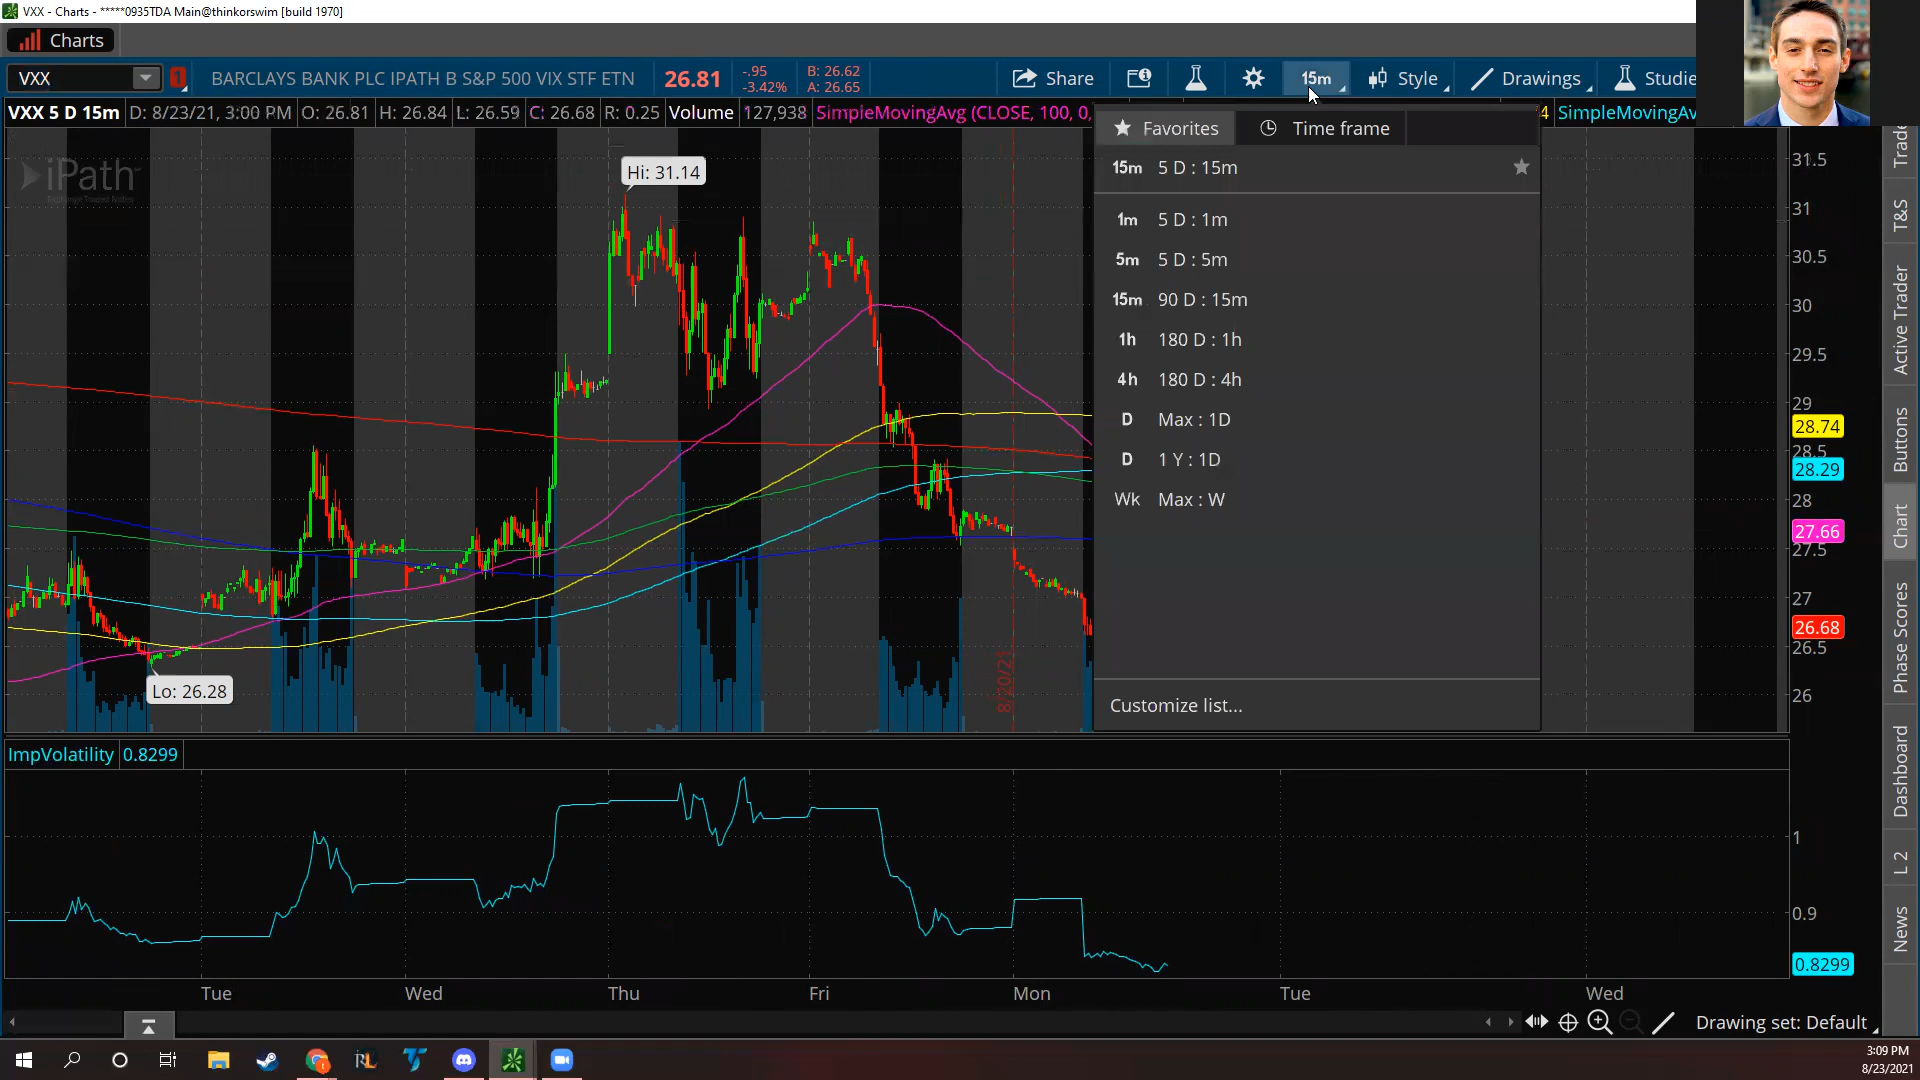 VXX - Charts - *****0935TDA Main@thinkorswim [build 1970]
Charts
VXX
1
BARCLAYS BANK PLC IPATH B S&P 500 VIX STF ETN
26.81
-.95
-3.42%
B: 26.62
A: 26.65
Share
15m
Style
Drawings
Studie
VXX 5 D 15m
D: 8/23/21, 3:00 PM
O: 26.81
H: 26.84
L: 26.59
C: 26.68
R: 0.25
Volume
127,938
SimpleMovingAvg (CLOSE, 100, 0,
4
SimpleMovingAv
iPath
Hi: 31.14
Lo: 26.28
8/20/21
Favorites
Time frame
15m 5 D : 15m
1m 5 D : 1m
5m 5 D : 5m
15m 90 D : 15m
1h 180 D : 1h
4h 180 D : 4h
D Max : 1D
D 1 Y : 1D
Wk Max : W
Customize list...
31.5
31
30.5
30
29.5
29
28.74
28.5
28.29
28
27.66
27.5
27
26.68
26.5
26
ImpVolatility
0.8299
1
0.9
0.8299
Tue
Wed
Thu
Fri
Mon
Tue
Wed
Drawing set: Default
Trade
T&S
Active Trader
Buttons
Chart
Phase Scores
Dashboard
L 2
News
3:09 PM
8/23/2021